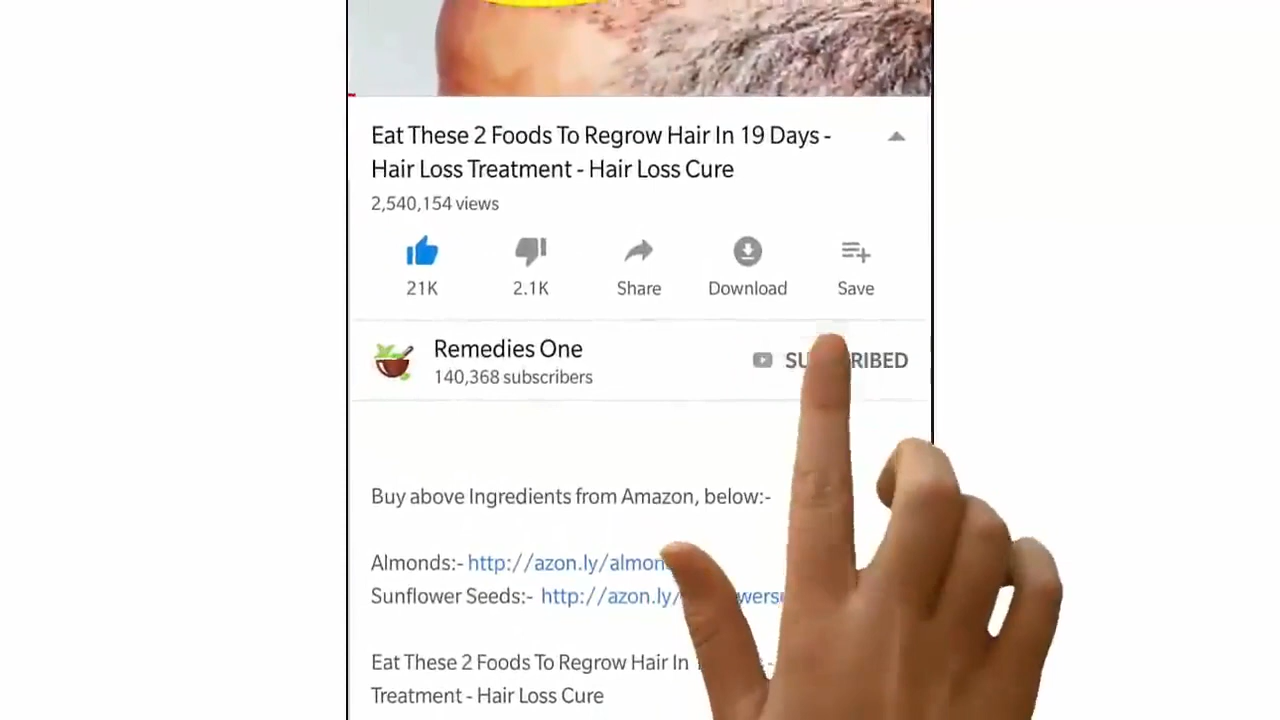 Eat These 2 Foods To Regrow Hair In 19 Days -
Hair Loss Treatment - Hair Loss Cure
2,540,154 views
21K 2.1K Share Download Save
Remedies One
SUBSCRIBED
140,368 subscribers
Buy above Ingredients from Amazon, below:-
Almonds:- http://azon.ly/almon
Sunflower Seeds:- http://azon.ly/
Eat These 2 Foods To Regrow Hair In
Treatment - Hair Loss Cure